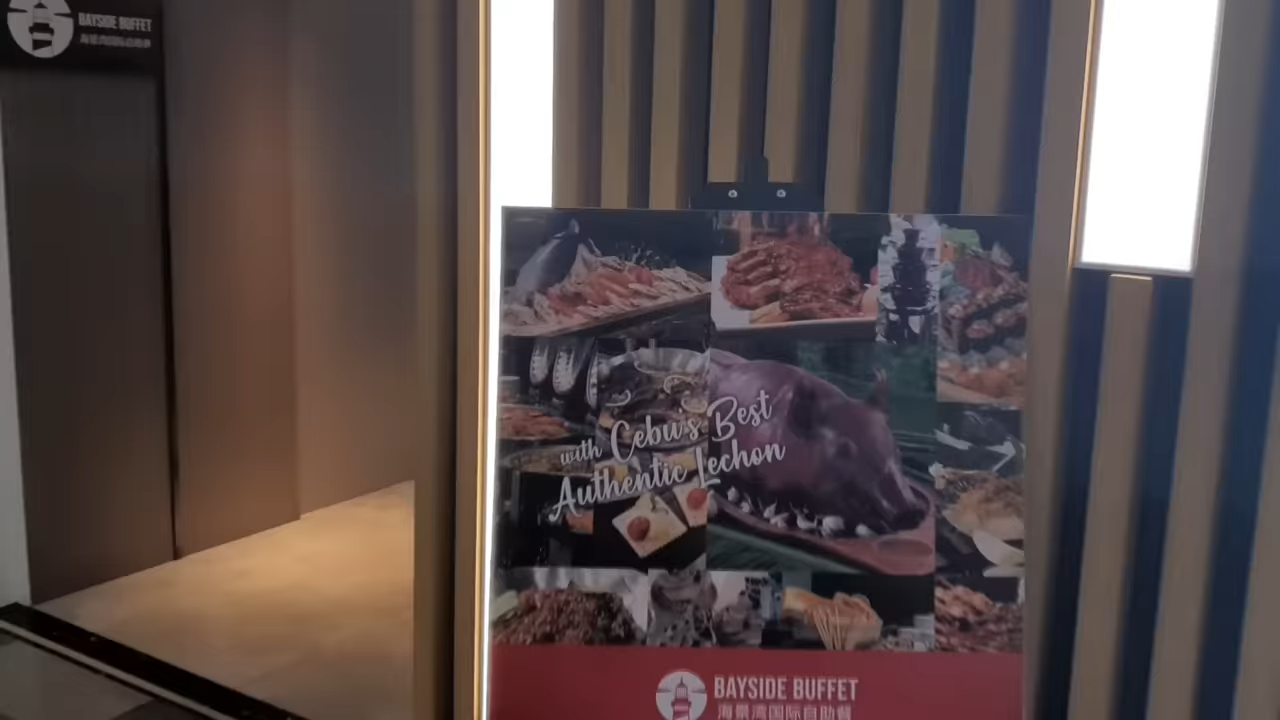 BAYSIDE BUFFET
with Cebu's Best
Authentic Lechon
BAYSIDE BUFFET
海景湾国际自助餐